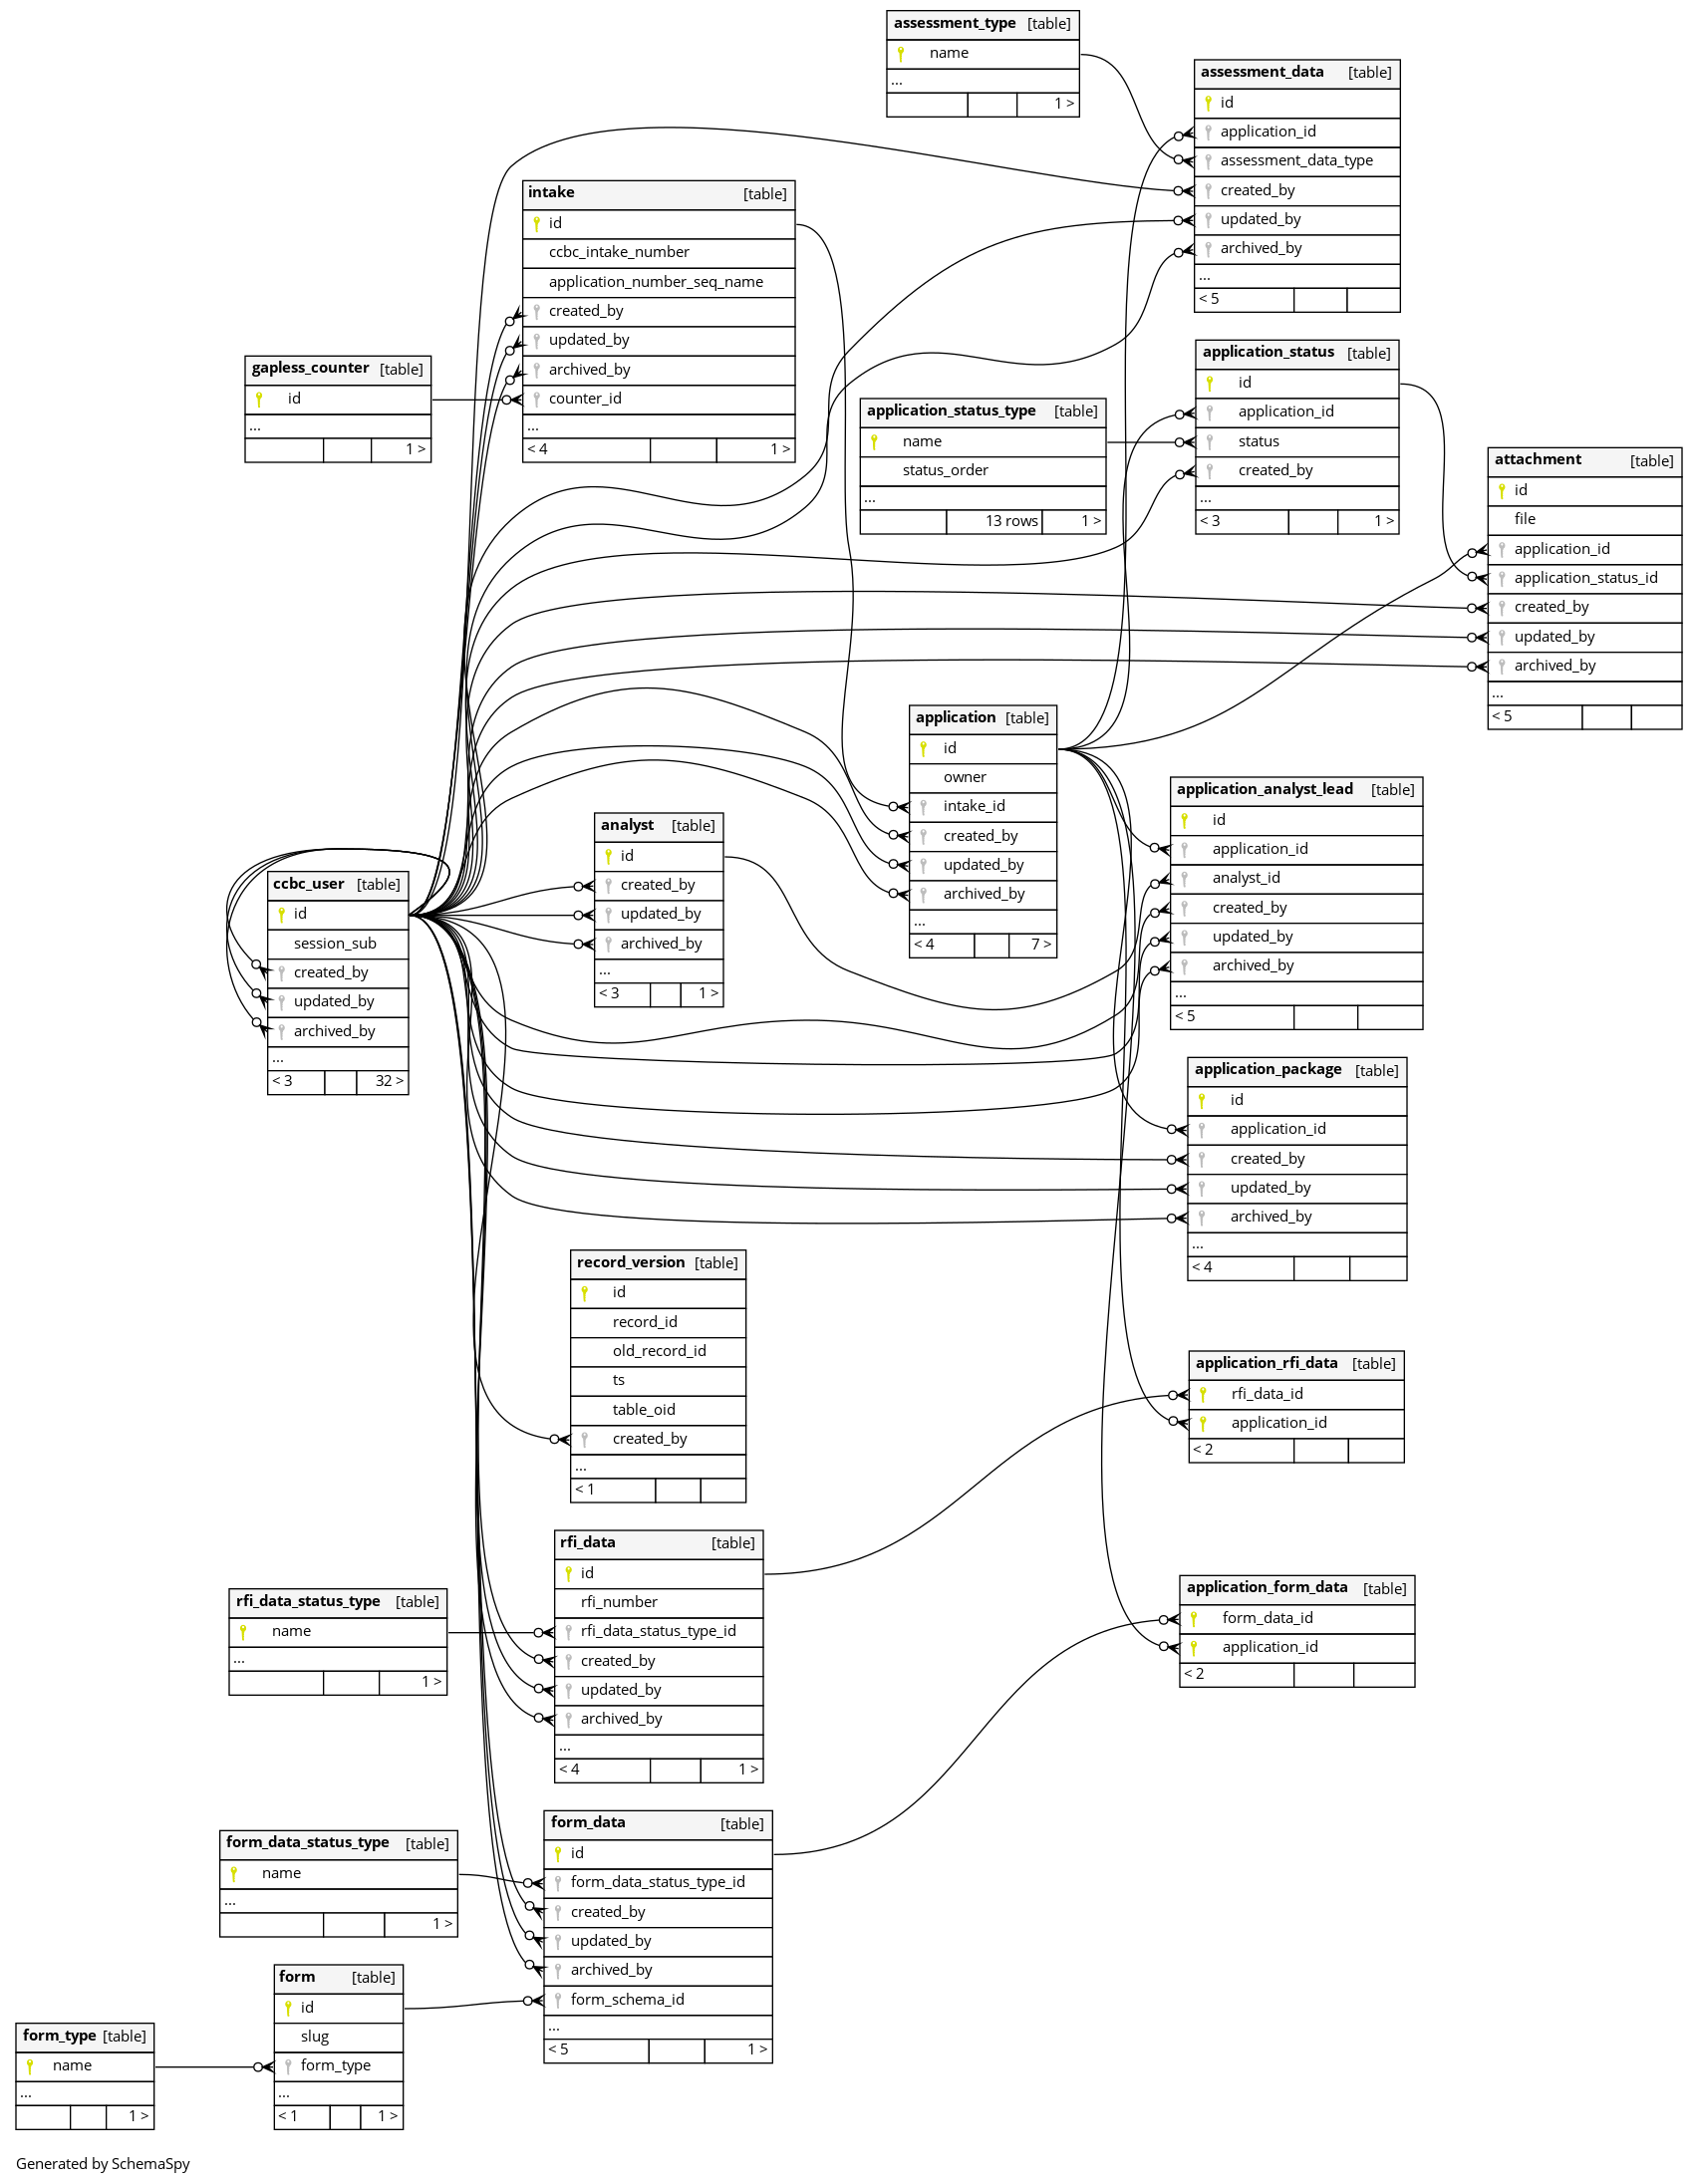 assessment_type [table]
name
...
1 >
assessment_data [table]
id
application_id
assessment_data_type
created_by
updated_by
archived_by
...
< 5
intake [table]
id
ccbc_intake_number
application_number_seq_name
created_by
updated_by
archived_by
counter_id
...
< 4 1 >
gapless_counter [table]
id
...
1 >
application_status_type [table]
name
status_order
...
13 rows 1 >
application_status [table]
id
application_id
status
created_by
...
< 3 1 >
attachment [table]
id
file
application_id
application_status_id
created_by
updated_by
archived_by
...
< 5
application [table]
id
owner
intake_id
created_by
updated_by
archived_by
...
< 4 7 >
application_analyst_lead [table]
id
application_id
analyst_id
created_by
updated_by
archived_by
...
< 5
analyst [table]
id
created_by
updated_by
archived_by
...
< 3 1 >
ccbc_user [table]
id
session_sub
created_by
updated_by
archived_by
...
< 3 32 >
application_package [table]
id
application_id
created_by
updated_by
archived_by
...
< 4
record_version [table]
id
record_id
old_record_id
ts
table_oid
created_by
...
< 1
application_rfi_data [table]
rfi_data_id
application_id
< 2
rfi_data [table]
id
rfi_number
rfi_data_status_type_id
created_by
updated_by
archived_by
...
< 4 1 >
rfi_data_status_type [table]
name
...
1 >
application_form_data [table]
form_data_id
application_id
< 2
form_data [table]
id
form_data_status_type_id
created_by
updated_by
archived_by
form_schema_id
...
< 5 1 >
form_data_status_type [table]
name
...
1 >
form [table]
id
slug
form_type
...
< 1 1 >
form_type [table]
name
...
1 >
Generated by SchemaSpy